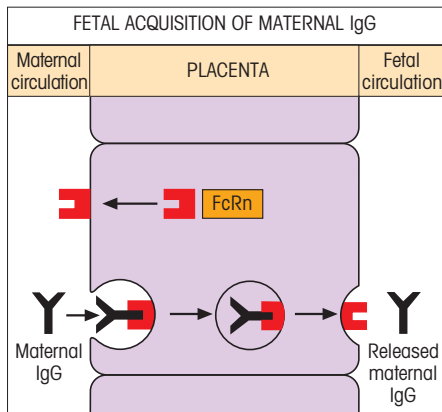 FETAL ACQUISITION OF MATERNAL IgG
Maternal
circulation
PLACENTA
Fetal
circulation
FcRn
Maternal
IgG
Released
maternal
IgG